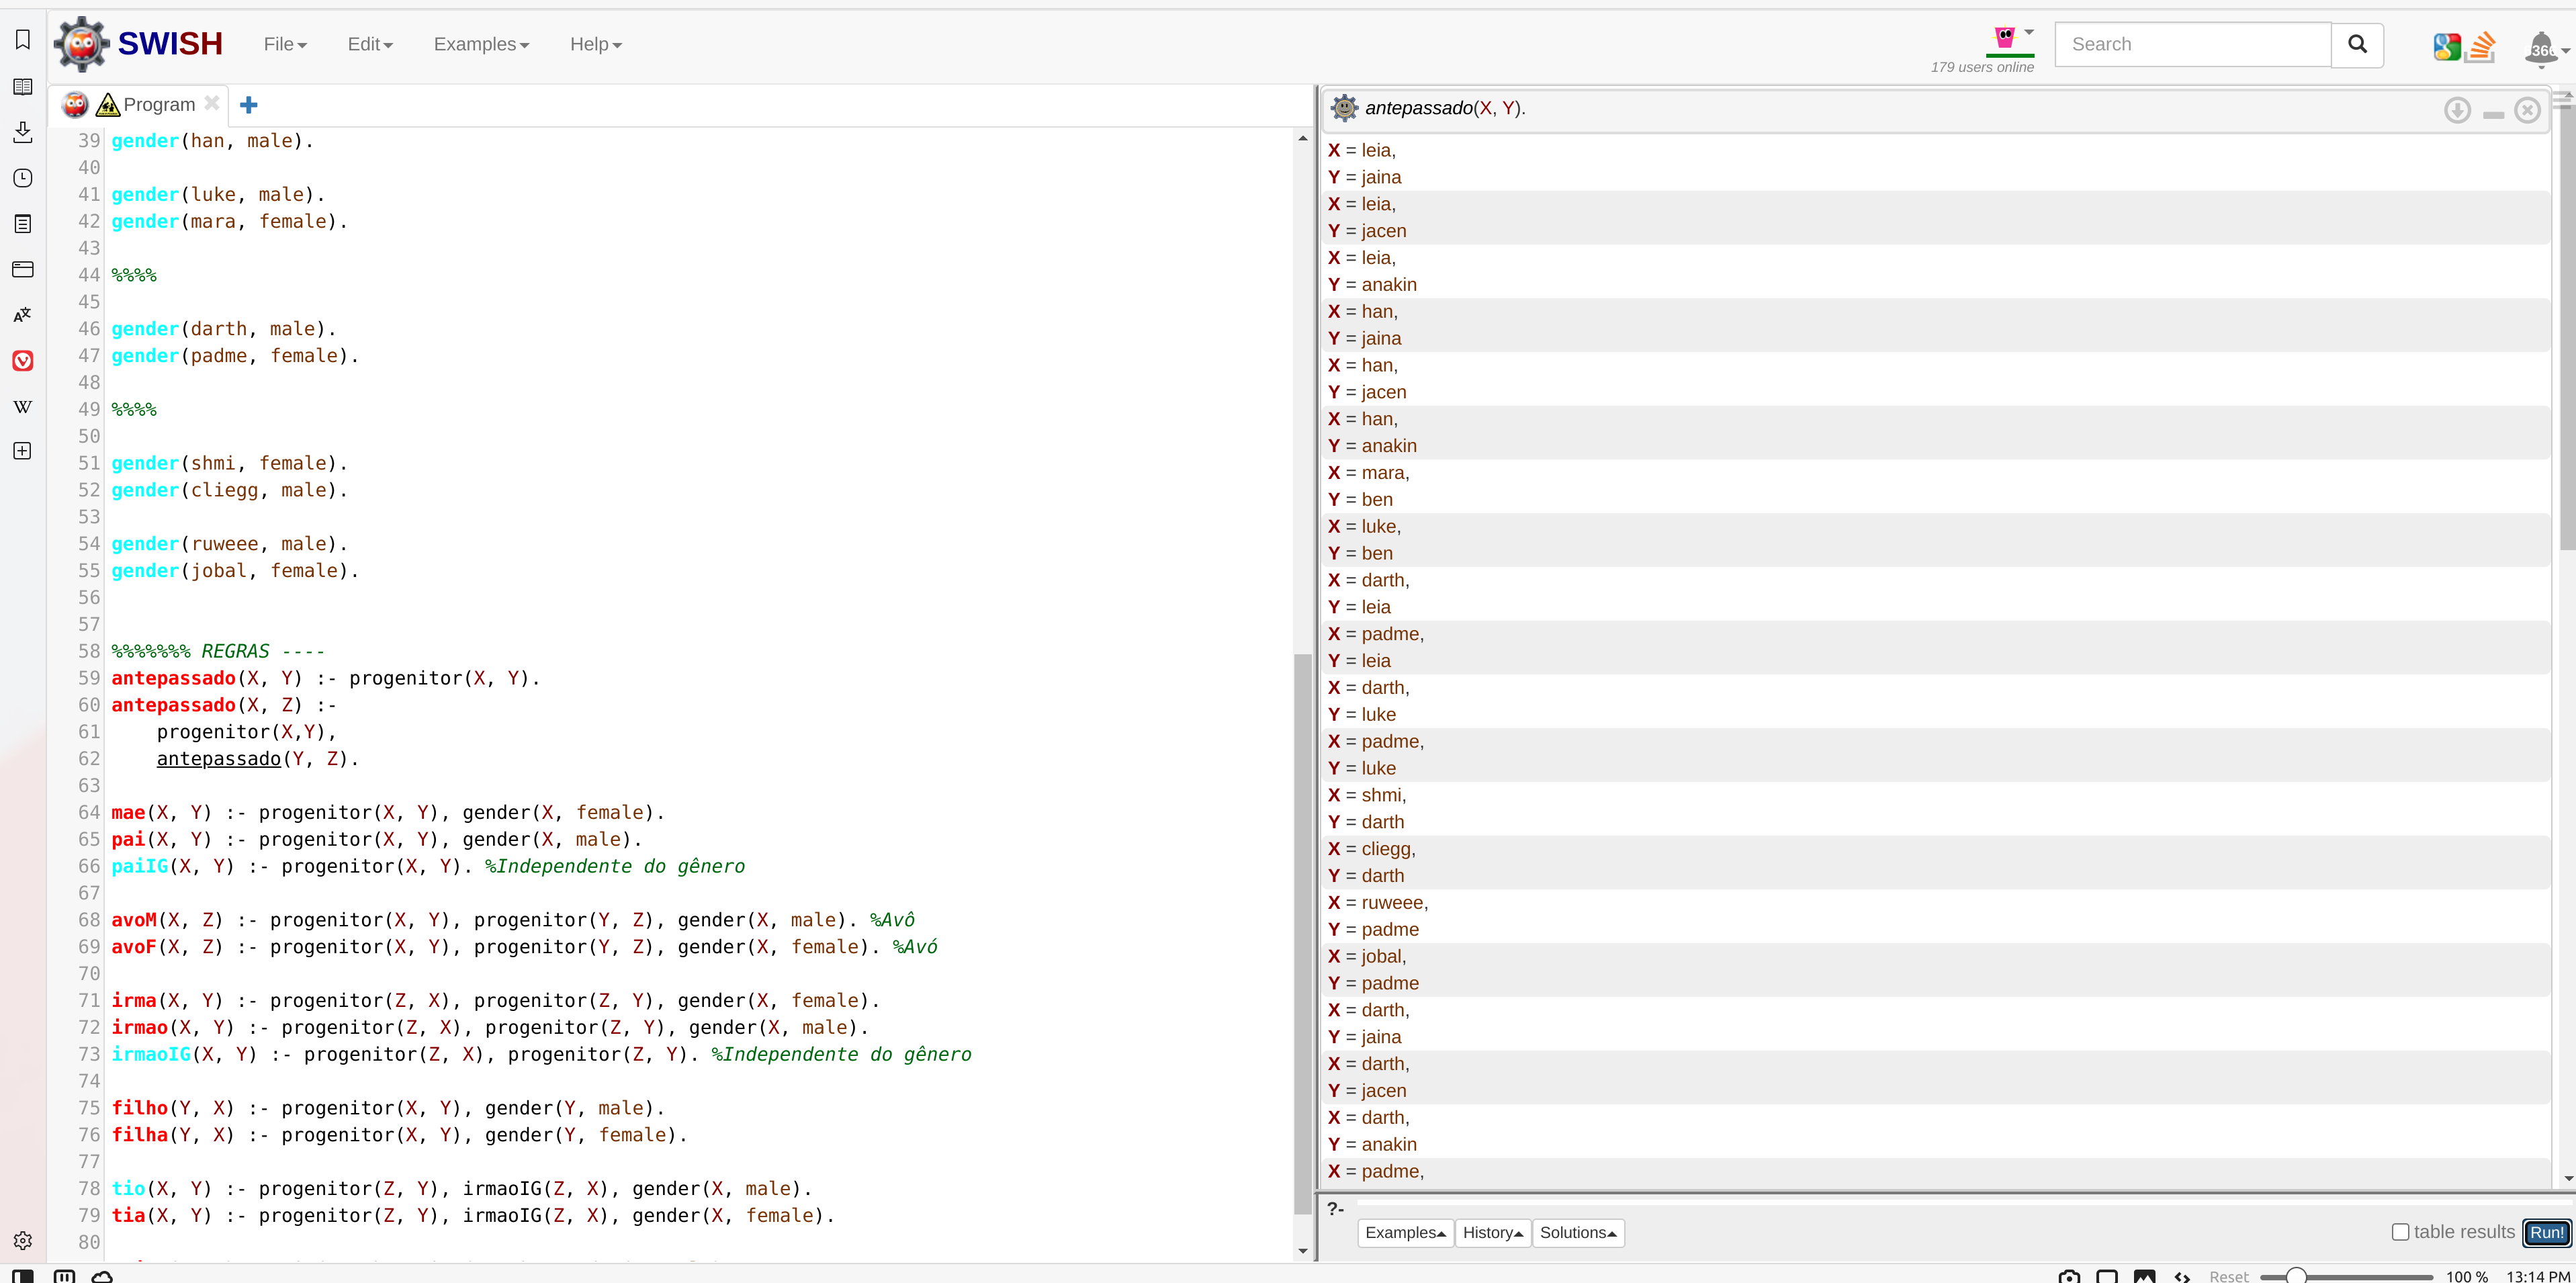 SWISH File Edit Examples Help
179 users online
Search
366
Program
39 gender(han, male).
40
41 gender(luke, male).
42 gender(mara, female).
43
44 %%%%
45
46 gender(darth, male).
47 gender(padme, female).
48
49 %%%%
50
51 gender(shmi, female).
52 gender(cliegg, male).
53
54 gender(ruweee, male).
55 gender(jobal, female).
56
57
58 %%%%%%% REGRAS ----
59 antepassado(X, Y) :- progenitor(X, Y).
60 antepassado(X, Z) :-
61 progenitor(X,Y),
62 antepassado(Y, Z).
63
64 mae(X, Y) :- progenitor(X, Y), gender(X, female).
65 pai(X, Y) :- progenitor(X, Y), gender(X, male).
66 paiIG(X, Y) :- progenitor(X, Y). %Independente do gênero
67
68 avoM(X, Z) :- progenitor(X, Y), progenitor(Y, Z), gender(X, male). %Avô
69 avoF(X, Z) :- progenitor(X, Y), progenitor(Y, Z), gender(X, female). %Avó
70
71 irma(X, Y) :- progenitor(Z, X), progenitor(Z, Y), gender(X, female).
72 irmao(X, Y) :- progenitor(Z, X), progenitor(Z, Y), gender(X, male).
73 irmaoIG(X, Y) :- progenitor(Z, X), progenitor(Z, Y). %Independente do gênero
74
75 filho(Y, X) :- progenitor(X, Y), gender(Y, male).
76 filha(Y, X) :- progenitor(X, Y), gender(Y, female).
77
78 tio(X, Y) :- progenitor(Z, Y), irmaoIG(Z, X), gender(X, male).
79 tia(X, Y) :- progenitor(Z, Y), irmaoIG(Z, X), gender(X, female).
80
antepassado(X, Y).
X = leia,
Y = jaina
X = leia,
Y = jacen
X = leia,
Y = anakin
X = han,
Y = jaina
X = han,
Y = jacen
X = han,
Y = anakin
X = mara,
Y = ben
X = luke,
Y = ben
X = darth,
Y = leia
X = padme,
Y = leia
X = darth,
Y = luke
X = padme,
Y = luke
X = shmi,
Y = darth
X = cliegg,
Y = darth
X = ruweee,
Y = padme
X = jobal,
Y = padme
X = darth,
Y = jaina
X = darth,
Y = jacen
X = darth,
Y = anakin
X = padme,
?-
Examples History Solutions table results Run!
W
Reset 100 % 13:14 PM